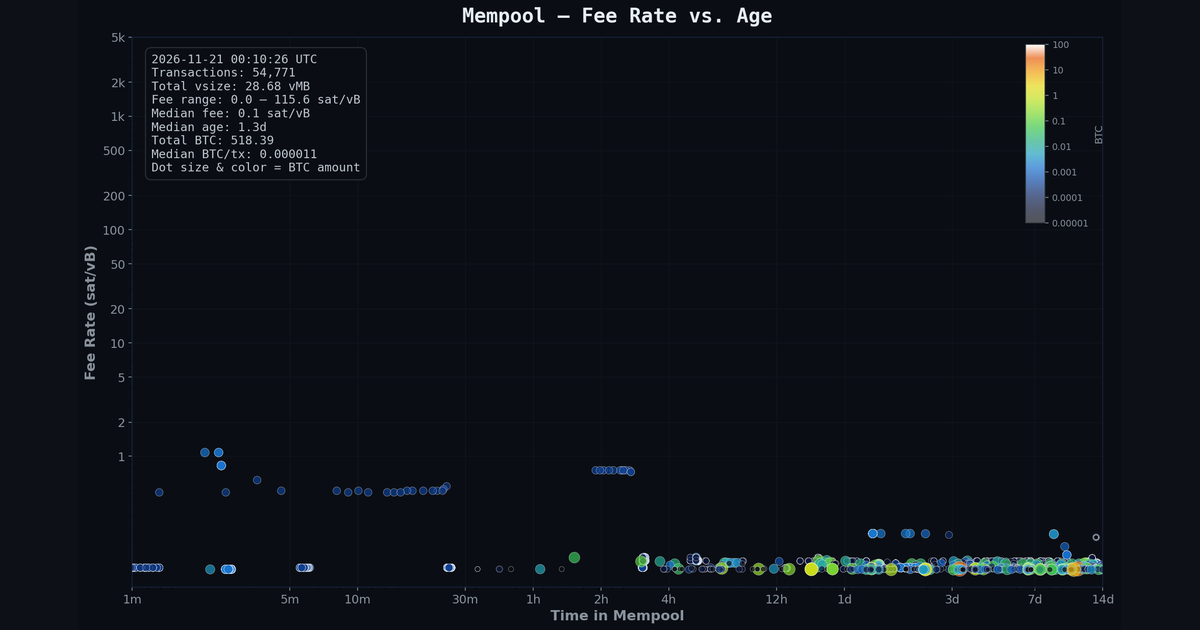 Mempool — Fee Rate vs. Age
2026-11-21 00:10:26 UTC
Transactions: 54,771
Total vsize: 28.68 vMB
Fee range: 0.0 – 115.6 sat/vB
Median fee: 0.1 sat/vB
Median age: 1.3d
Total BTC: 518.39
Median BTC/tx: 0.000011
Dot size & color = BTC amount
100
10
1
0.1
0.01
0.001
0.0001
0.00001
BTC
Fee Rate (sat/vB)
5k
2k
1k
500
200
100
50
20
10
5
2
1
1m
5m
10m
30m
1h
2h
4h
12h
1d
3d
7d
14d
Time in Mempool